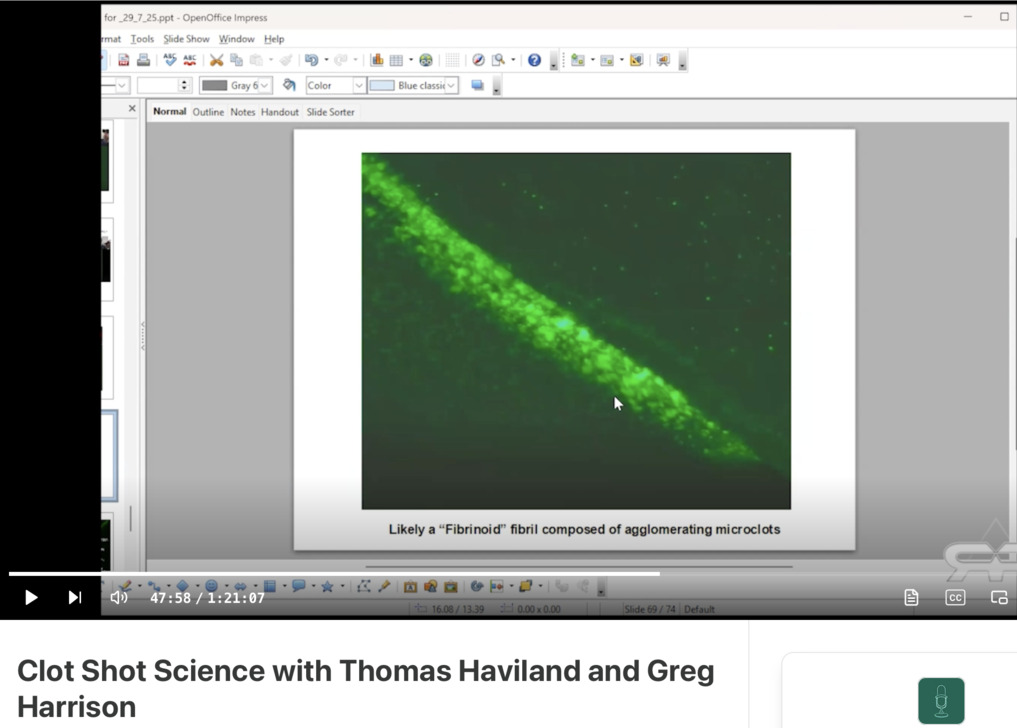 for _29_7_25.ppt - OpenOffice Impress
rmat Tools Slide Show Window Help
Gray 6 Color Blue classic
Normal Outline Notes Handout Slide Sorter
Likely a “Fibrinoid” fibril composed of agglomerating microclots
47:58 / 1:21:07
CC
16.08 / 13.39 0.00 x 0.00 Slide 69 / 74 Default
Clot Shot Science with Thomas Haviland and Greg
Harrison